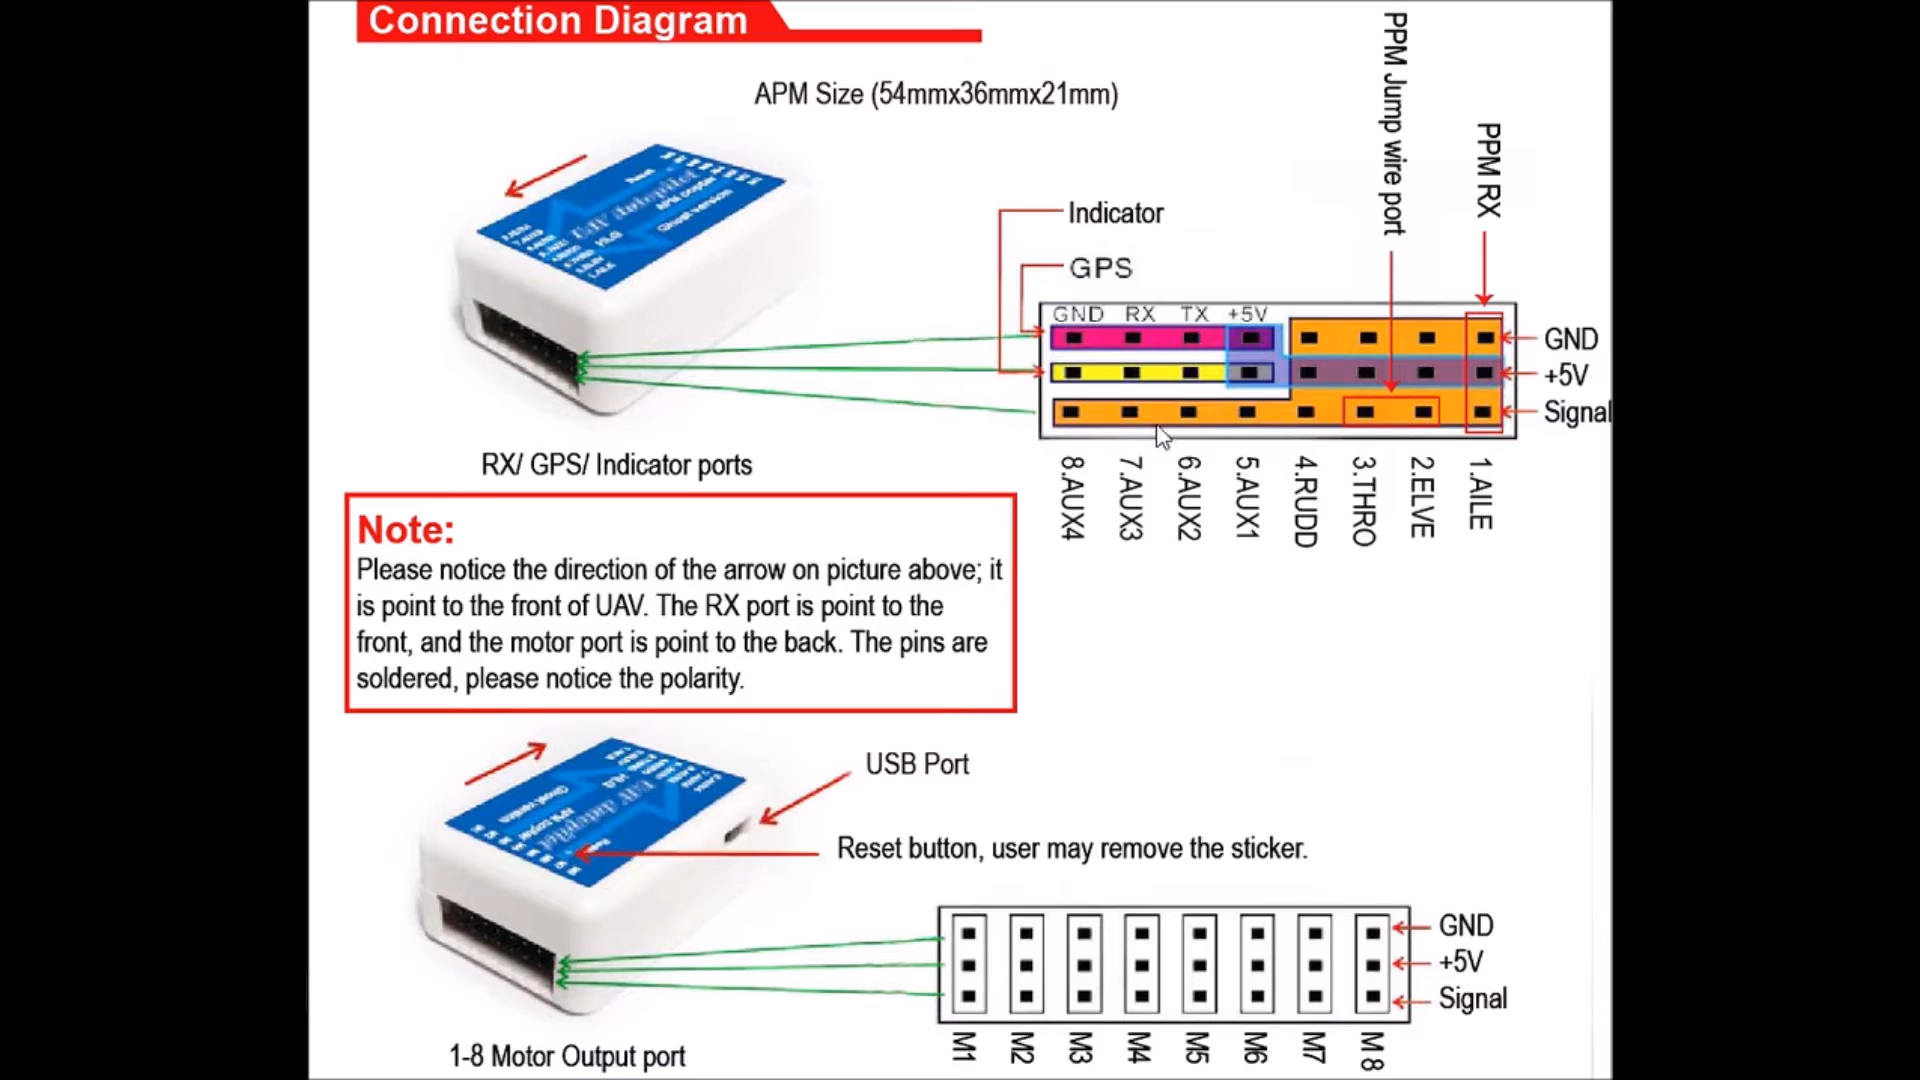 Connection Diagram
APM Size (54mmx36mmx21mm)
PPM Jump wire port
PPM RX
Indicator
GPS
GND RX TX +5V
GND
+5V
Signal
8.AUX4
7.AUX3
6.AUX2
5.AUX1
4.RUDD
3.THRO
2.ELVE
1.AILE
RX/ GPS/ Indicator ports
Note:
Please notice the direction of the arrow on picture above; it
is point to the front of UAV. The RX port is point to the
front, and the motor port is point to the back. The pins are
soldered, please notice the polarity.
USB Port
Reset button, user may remove the sticker.
GND
+5V
Signal
M1
M2
M3
M4
M5
M6
M7
M 8
1-8 Motor Output port